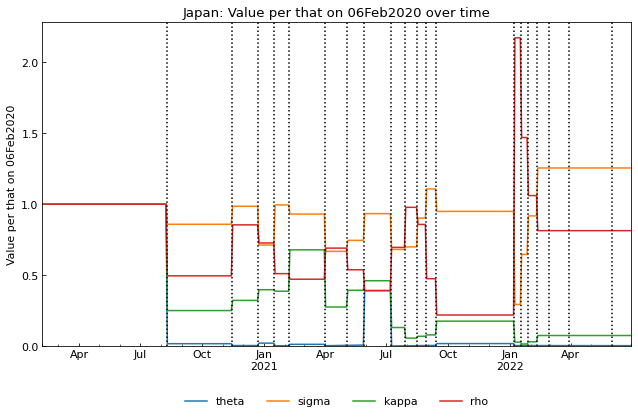 Japan: Value per that on 06Feb2020 over time
Value per that on 06Feb2020
2.0
1.5
1.0
0.5
0.0
Apr Jul Oct Jan Apr Jul Oct Jan Apr
2021 2022
theta sigma kappa rho